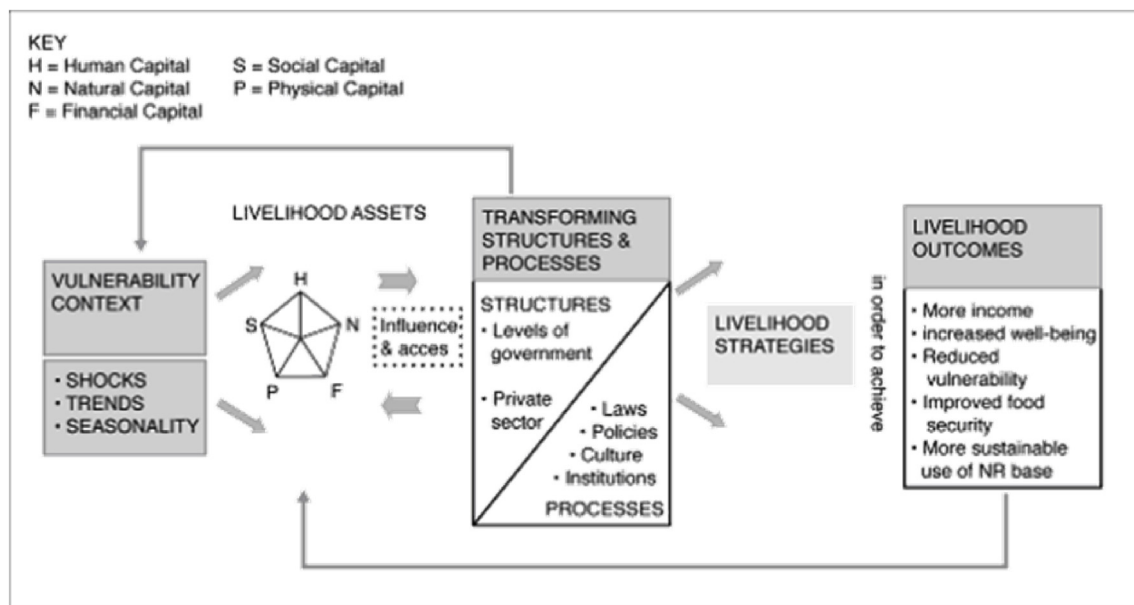 KEY
H = Human Capital S = Social Capital
N = Natural Capital P = Physical Capital
F = Financial Capital
LIVELIHOOD ASSETS
VULNERABILITY
CONTEXT
• SHOCKS
• TRENDS
• SEASONALITY
H
S
N
P
F
Influence
& acces
TRANSFORMING
STRUCTURES &
PROCESSES
STRUCTURES
• Levels of
government
• Private
sector
• Laws
• Policies
• Culture
• Institutions
PROCESSES
LIVELIHOOD
STRATEGIES
in order to achieve
LIVELIHOOD
OUTCOMES
• More income
• increased well-being
• Reduced
vulnerability
• Improved food
security
• More sustainable
use of NR base